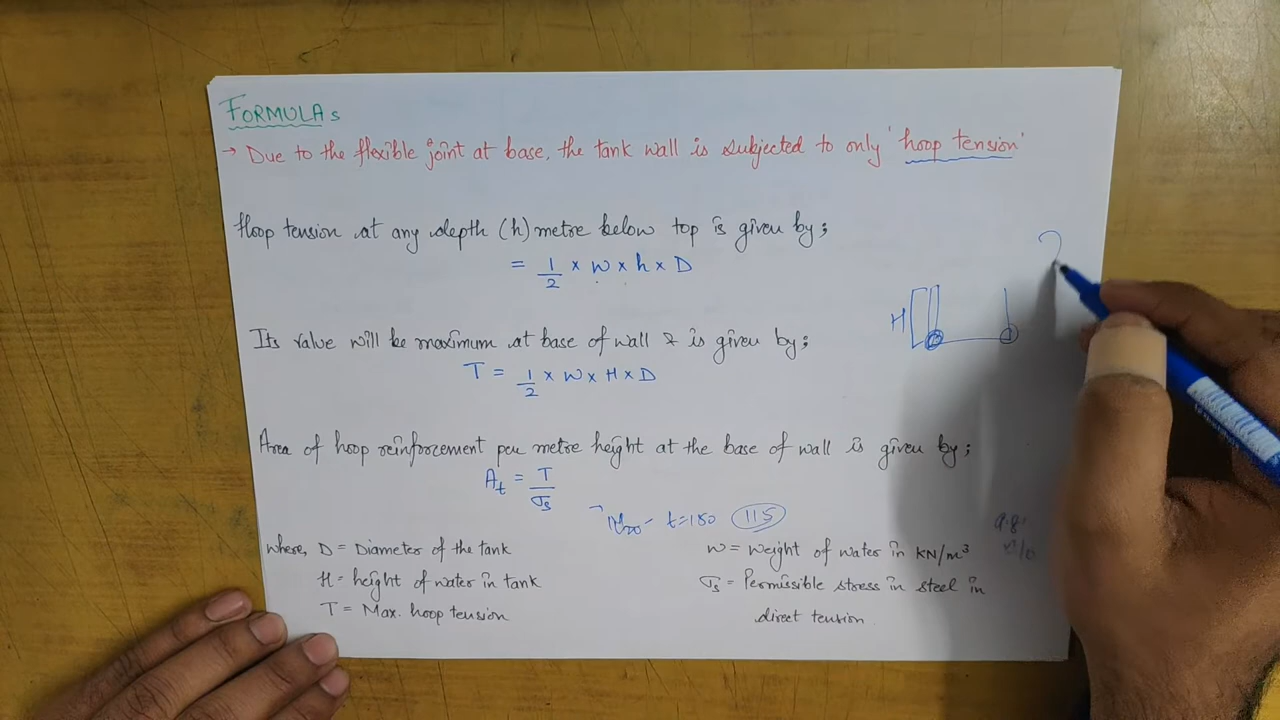 FORMULAs
→ Due to the flexible joint at base, the tank wall is subjected to only 'hoop tension'
Hoop tension at any depth (h) metre below top is given by;
= 1/2 × w × h × D
H
Its value will be maximum at base of wall & is given by;
T = 1/2 × w × H × D
Area of hoop reinforcement per metre height at the base of wall is given by;
At = T/σs
t = 150 115
where, D = Diameter of the tank
H = height of water in tank
T = Max. hoop tension
w = weight of water in KN/m³
σs = Permissible stress in steel in
direct tension